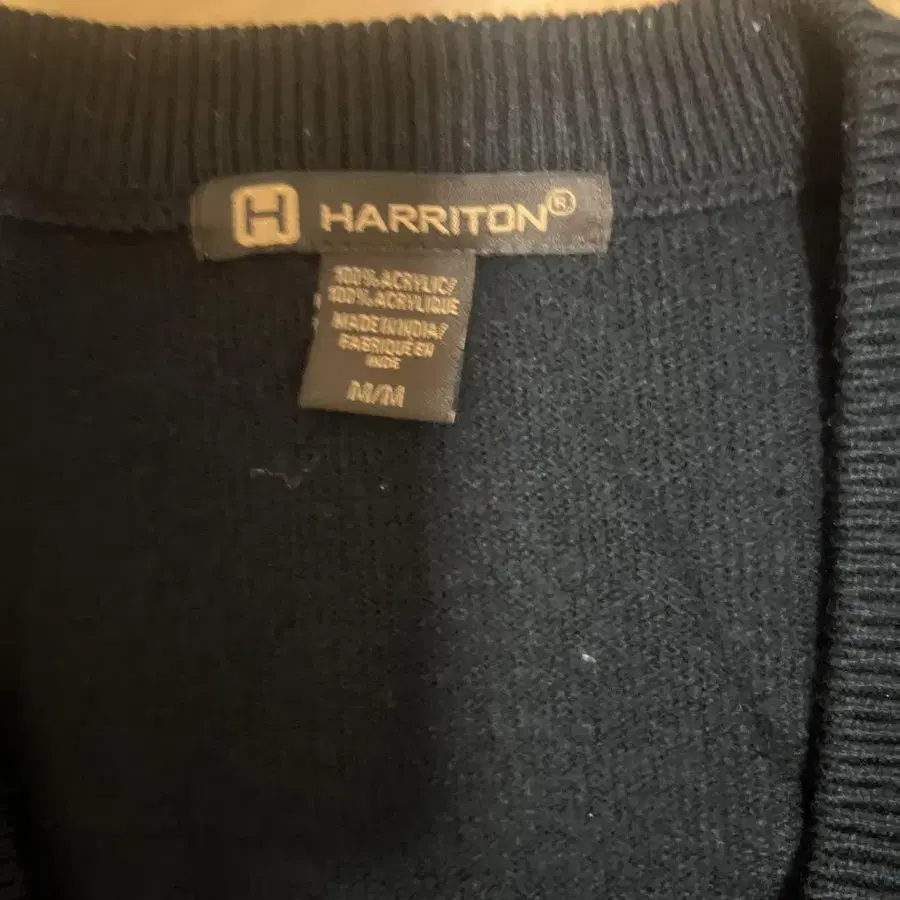 H HARRITON®
100% ACRYLIC/
100% ACRYLIQUE
MADE IN INDIA/
FABRIQUÉ EN
INDE
M/M